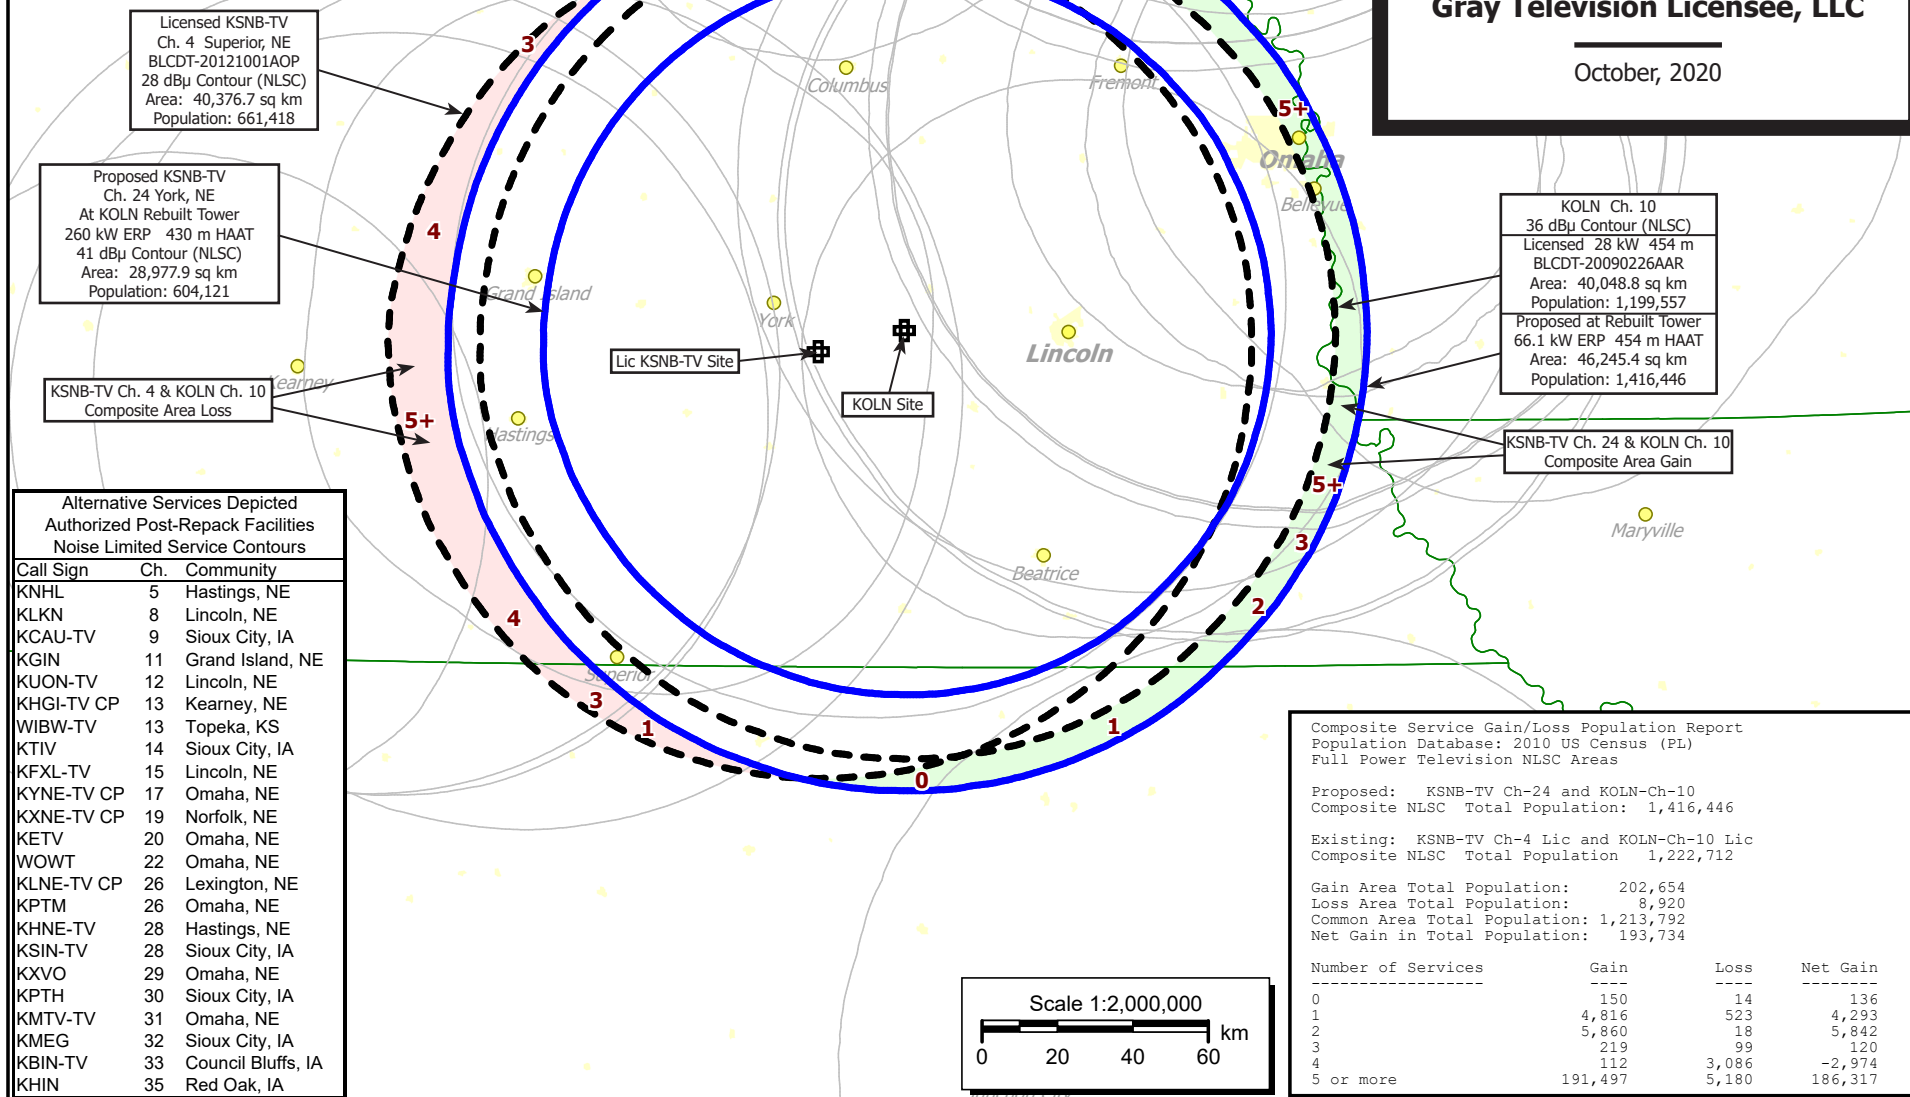 Gray Television Licensee, LLC
October, 2020
Licensed KSNB-TV
Ch. 4 Superior, NE
BLCDT-20121001AOP
28 dBµ Contour (NLSC)
Area: 40,376.7 sq km
Population: 661,418
Proposed KSNB-TV
Ch. 24 York, NE
At KOLN Rebuilt Tower
260 kW ERP 430 m HAAT
41 dBµ Contour (NLSC)
Area: 28,977.9 sq km
Population: 604,121
KSNB-TV Ch. 4 & KOLN Ch. 10
Composite Area Loss
KOLN Ch. 10
36 dBµ Contour (NLSC)
Licensed 28 kW 454 m
BLCDT-20090226AAR
Area: 40,048.8 sq km
Population: 1,199,557
Proposed at Rebuilt Tower
66.1 kW ERP 454 m HAAT
Area: 46,245.4 sq km
Population: 1,416,446
KSNB-TV Ch. 24 & KOLN Ch. 10
Composite Area Gain
Lic KSNB-TV Site
KOLN Site
Columbus
Fremont
Omaha
Bellevue
Grand Island
York
Lincoln
Kearney
Hastings
Beatrice
Superior
Maryville
3
4
5+
4
3
1
0
1
2
3
5+
5+
Alternative Services Depicted
Authorized Post-Repack Facilities
Noise Limited Service Contours
Call Sign Ch. Community
KNHL 5 Hastings, NE
KLKN 8 Lincoln, NE
KCAU-TV 9 Sioux City, IA
KGIN 11 Grand Island, NE
KUON-TV 12 Lincoln, NE
KHGI-TV CP 13 Kearney, NE
WIBW-TV 13 Topeka, KS
KTIV 14 Sioux City, IA
KFXL-TV 15 Lincoln, NE
KYNE-TV CP 17 Omaha, NE
KXNE-TV CP 19 Norfolk, NE
KETV 20 Omaha, NE
WOWT 22 Omaha, NE
KLNE-TV CP 26 Lexington, NE
KPTM 26 Omaha, NE
KHNE-TV 28 Hastings, NE
KSIN-TV 28 Sioux City, IA
KXVO 29 Omaha, NE
KPTH 30 Sioux City, IA
KMTV-TV 31 Omaha, NE
KMEG 32 Sioux City, IA
KBIN-TV 33 Council Bluffs, IA
KHIN 35 Red Oak, IA
Scale 1:2,000,000
km
0 20 40 60
Composite Service Gain/Loss Population Report
Population Database: 2010 US Census (PL)
Full Power Television NLSC Areas
Proposed: KSNB-TV Ch-24 and KOLN-Ch-10
Composite NLSC Total Population: 1,416,446
Existing: KSNB-TV Ch-4 Lic and KOLN-Ch-10 Lic
Composite NLSC Total Population 1,222,712
Gain Area Total Population: 202,654
Loss Area Total Population: 8,920
Common Area Total Population: 1,213,792
Net Gain in Total Population: 193,734
Number of Services Gain Loss Net Gain
------------------ ---- ---- --------
0 150 14 136
1 4,816 523 4,293
2 5,860 18 5,842
3 219 99 120
4 112 3,086 -2,974
5 or more 191,497 5,180 186,317